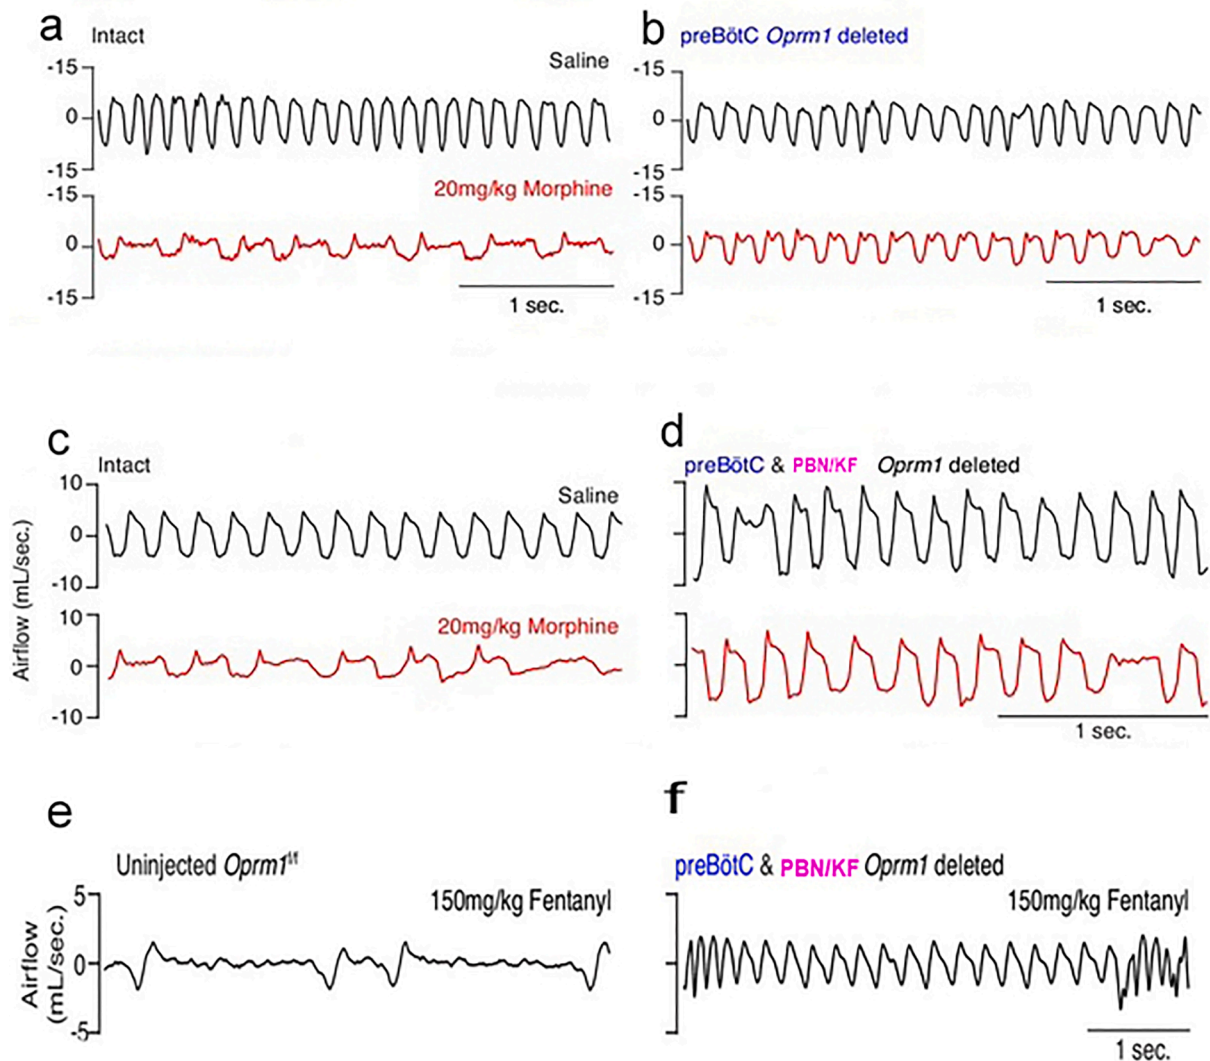 a
Intact
Saline
-15
0
-15
20mg/kg Morphine
-15
0
-15
1 sec.
b
preBötC Oprm1 deleted
-15
0
-15
-15
0
-15
1 sec.
c
Intact
Saline
Airflow (mL/sec.)
10
0
-10
20mg/kg Morphine
10
0
-10
d
preBötC & PBN/KF Oprm1 deleted
1 sec.
e
Uninjected Oprm1f/f
150mg/kg Fentanyl
Airflow
(mL/sec.)
5
0
-5
f
preBötC & PBN/KF Oprm1 deleted
150mg/kg Fentanyl
1 sec.